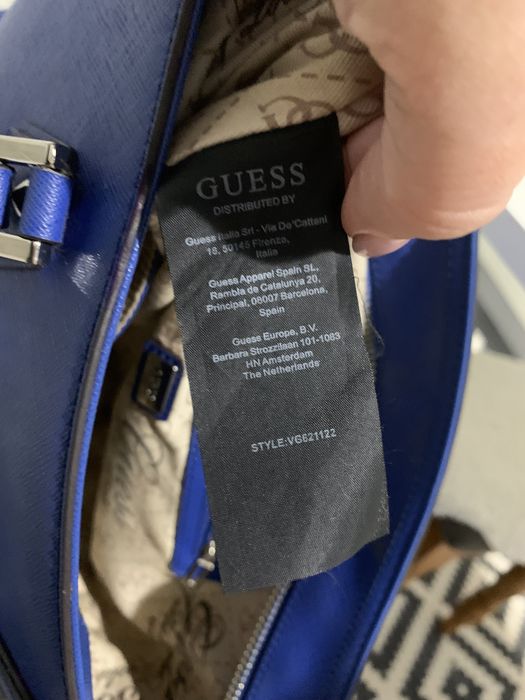 GUESS
DISTRIBUTED BY
Guess Italia Srl - Via De'Cattani
18, 50145 Firenze,
Italia
Guess Apparel Spain SL,
Rambla de Catalunya 20,
Principal, 08007 Barcelona,
Spain
Guess Europe, B.V.
Barbara Strozzilaan 101-1083
HN Amsterdam
The Netherlands
STYLE:VG621122